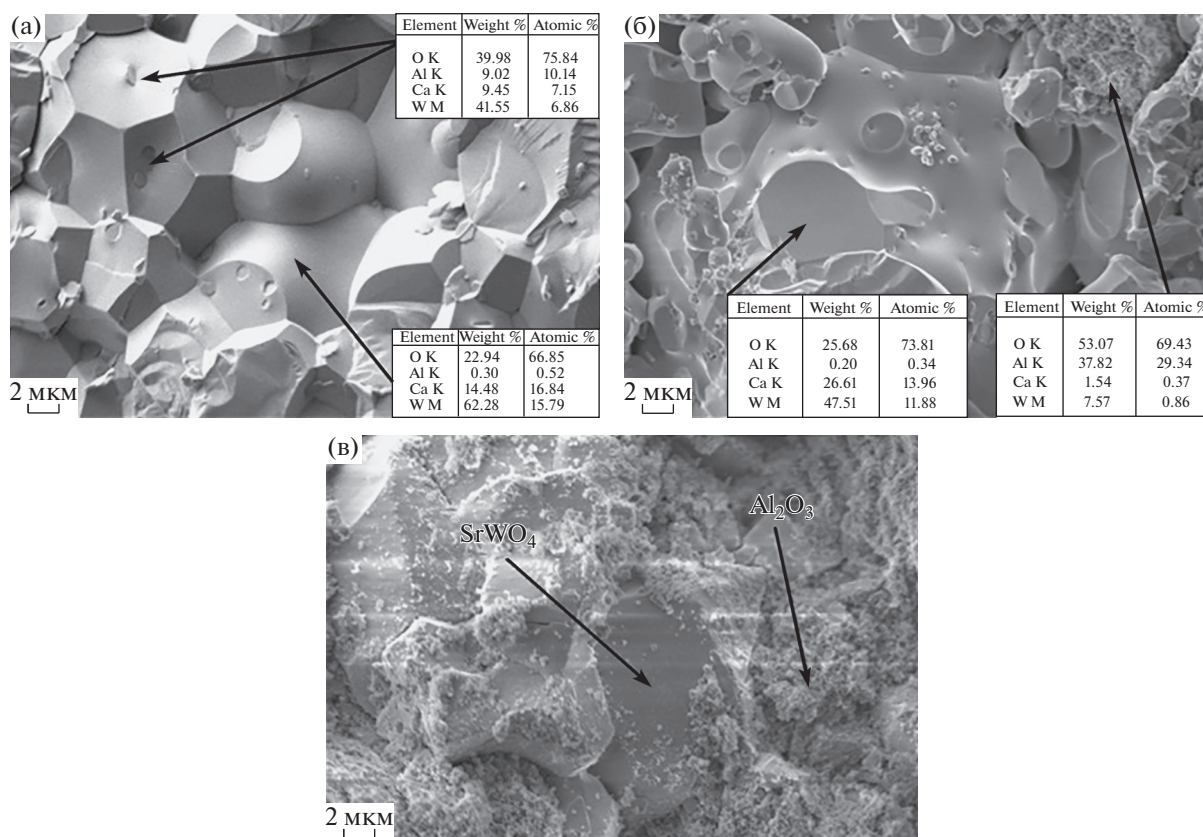 (а)
Element Weight % Atomic %
O K 39.98 75.84
Al K 9.02 10.14
Ca K 9.45 7.15
W M 41.55 6.86
Element Weight % Atomic %
O K 22.94 66.85
Al K 0.30 0.52
Ca K 14.48 16.84
W M 62.28 15.79
2 мкм
(б)
Element Weight % Atomic %
O K 25.68 73.81
Al K 0.20 0.34
Ca K 26.61 13.96
W M 47.51 11.88
Element Weight % Atomic %
O K 53.07 69.43
Al K 37.82 29.34
Ca K 1.54 0.37
W M 7.57 0.86
2 мкм
(в)
SrWO₄
Al₂O₃
2 мкм